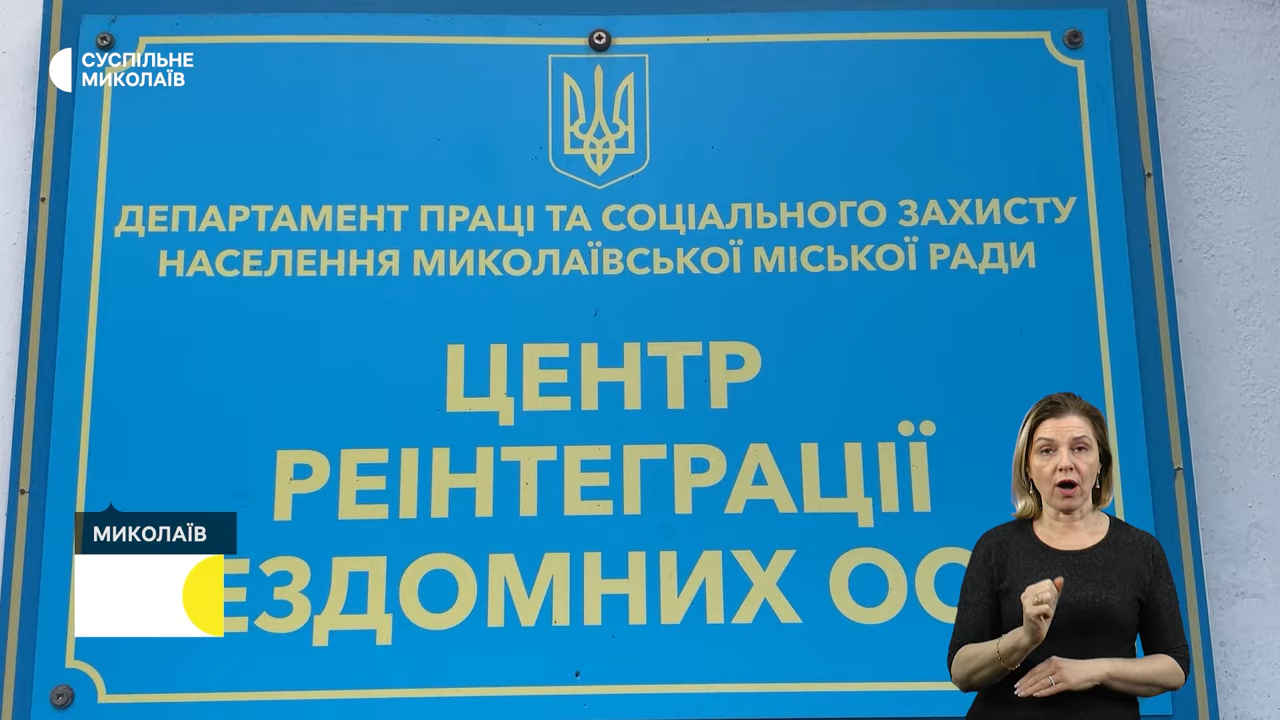 СУСПІЛЬНЕ
МИКОЛАЇВ
ДЕПАРТАМЕНТ ПРАЦІ ТА СОЦІАЛЬНОГО ЗАХИСТУ
НАСЕЛЕННЯ МИКОЛАЇВСЬКОЇ МІСЬКОЇ РАДИ
ЦЕНТР
РЕІНТЕГРАЦІЇ
ЕЗДОМНИХ ОС
МИКОЛАЇВ